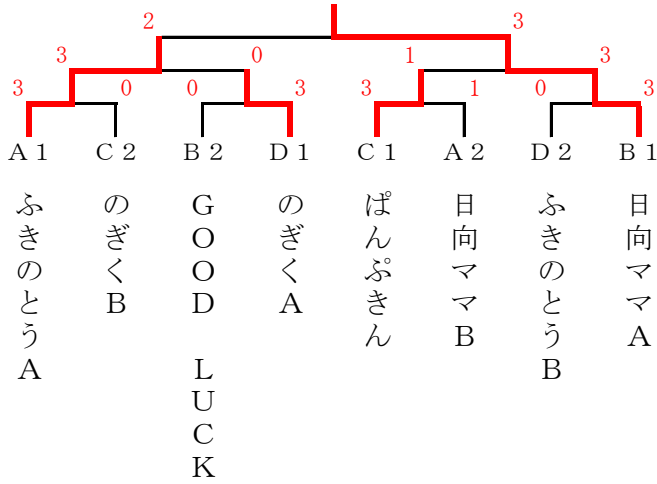 2 3
3 0 1 3
3 0 0 3 3 1 0 3
A1 C2 B2 D1 C1 A2 D2 B1
ふきのとうA
のぎくB
GOOD LUCK
のぎくA
ぱんぷきん
日向ママB
ふきのとうB
日向ママA